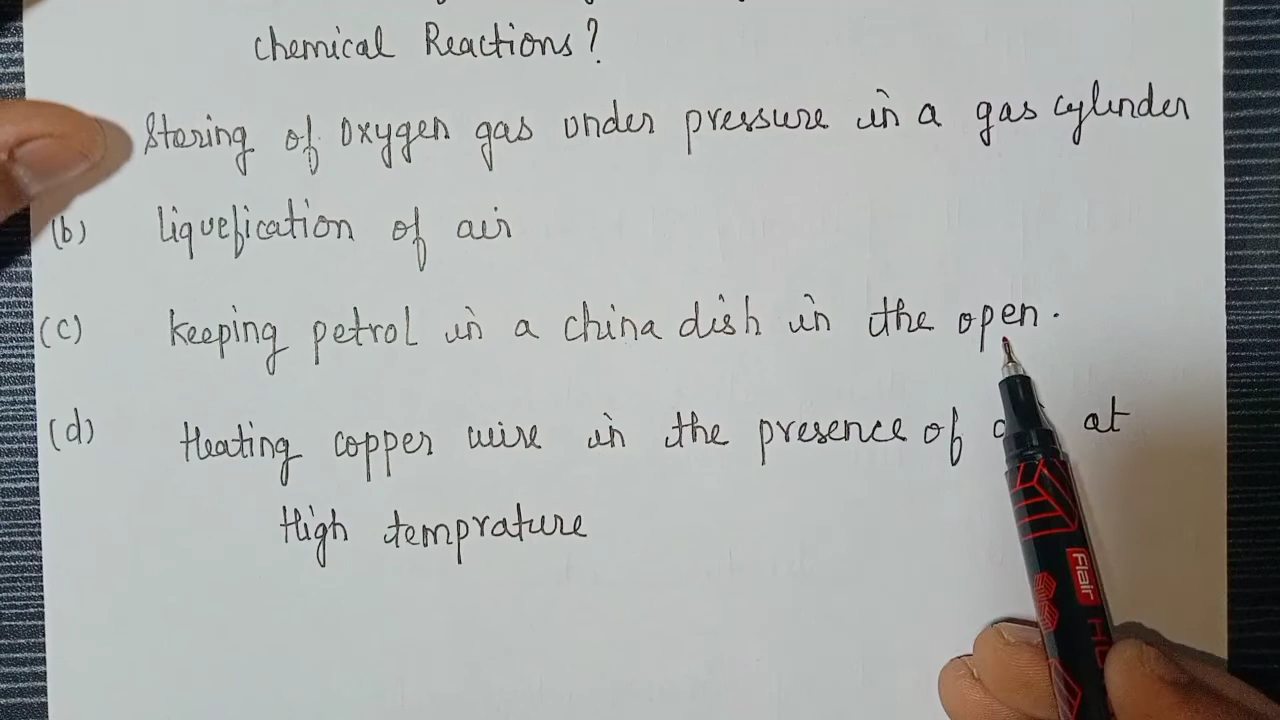 chemical Reactions?
Storing of oxygen gas under pressure in a gas cylinder
(b) liquefication of air
(c) keeping petrol in a china dish in the open.
(d) Heating copper wire in the presence of at
High temprature
Flair